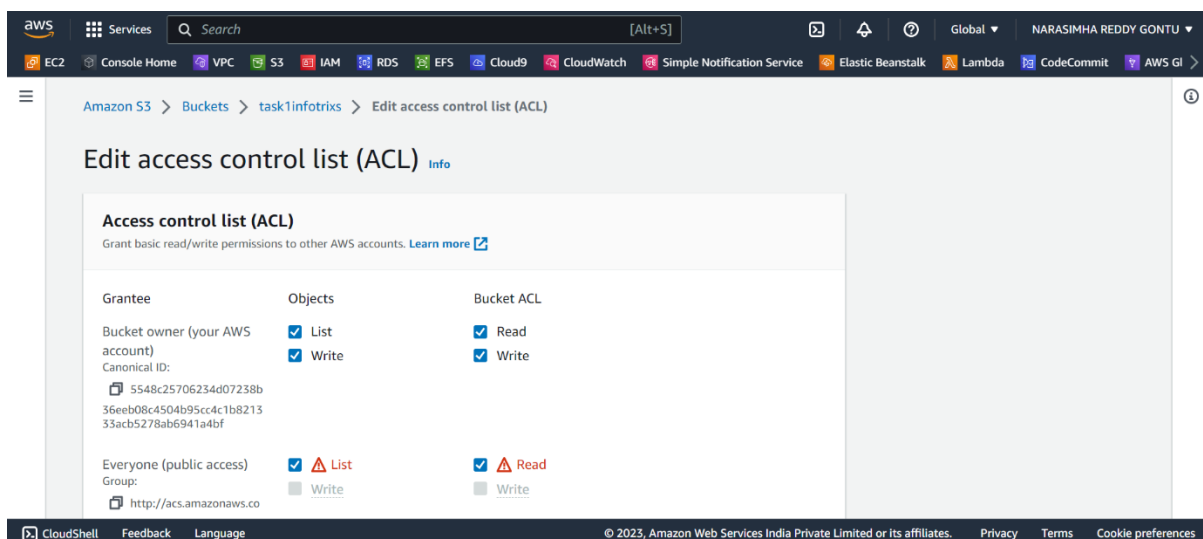 aws Services Search [Alt+S] Global ▼ NARASIMHA REDDY GONTU ▼
EC2 Console Home VPC S3 IAM RDS EFS Cloud9 CloudWatch Simple Notification Service Elastic Beanstalk Lambda CodeCommit AWS Gl
Amazon S3 > Buckets > task1infotrixs > Edit access control list (ACL)
Edit access control list (ACL) Info
Access control list (ACL)
Grant basic read/write permissions to other AWS accounts. Learn more
Grantee Objects Bucket ACL
Bucket owner (your AWS List Read
account) Write Write
Canonical ID:
5548c25706234d07238b
36eeb08c4504b95cc4c1b8213
33acb5278ab6941a4bf
Everyone (public access) List Read
Group: Write Write
http://acs.amazonaws.co
CloudShell Feedback Language © 2023, Amazon Web Services India Private Limited or its affiliates. Privacy Terms Cookie preferences